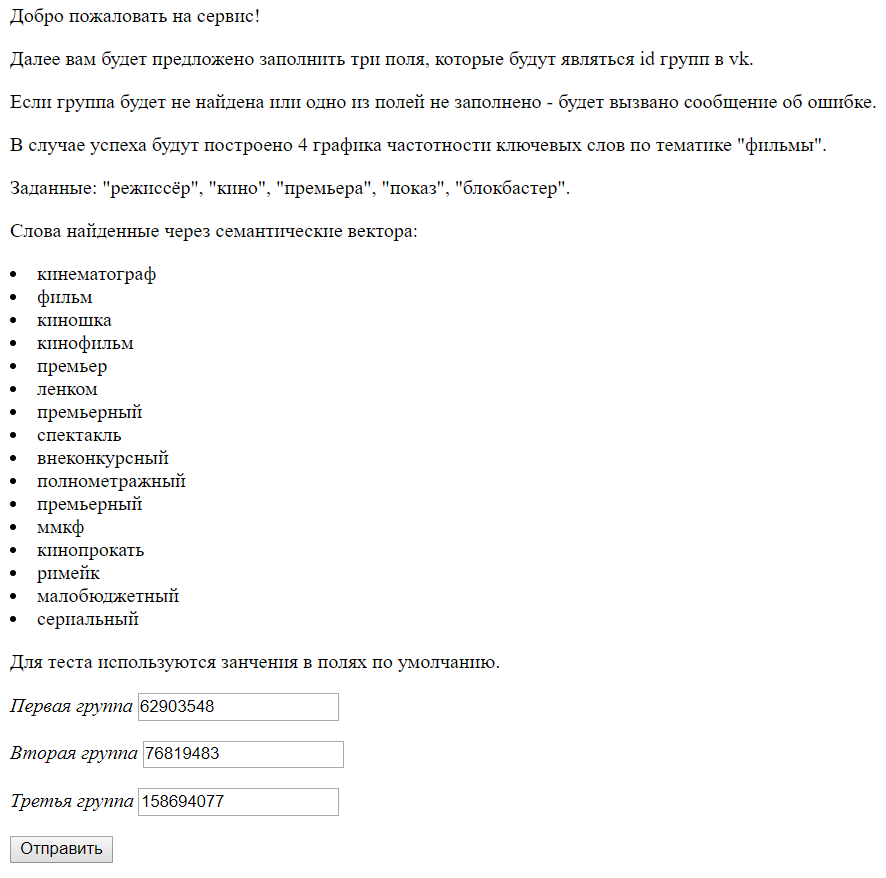 Добро пожаловать на сервис!
Далее вам будет предложено заполнить три поля, которые будут являться id групп в vk.
Если группа будет не найдена или одно из полей не заполнено - будет вызвано сообщение об ошибке.
В случае успеха будут построено 4 графика частотности ключевых слов по тематике "фильмы".
Заданные: "режиссёр", "кино", "премьера", "показ", "блокбастер".
Слова найденные через семантические вектора:
• кинематограф
• фильм
• киношка
• кинофильм
• премьер
• ленком
• премьерный
• спектакль
• внеконкурсный
• полнометражный
• премьерный
• ммкф
• кинопрокать
• римейк
• малобюджетный
• сериальный
Для теста используются занчения в полях по умолчанию.
Первая группа 62903548
Вторая группа 76819483
Третья группа 158694077
Отправить